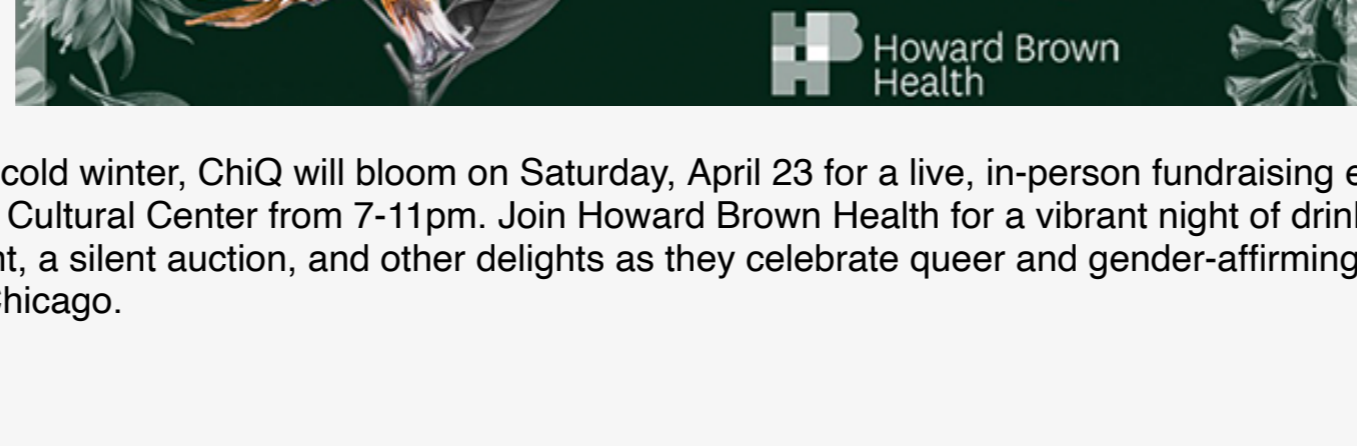 Howard Brown
Health
cold winter, ChiQ will bloom on Saturday, April 23 for a live, in-person fundraising
Cultural Center from 7-11pm. Join Howard Brown Health for a vibrant night of
a silent auction, and other delights as they celebrate queer and gender-affirming
Chicago.